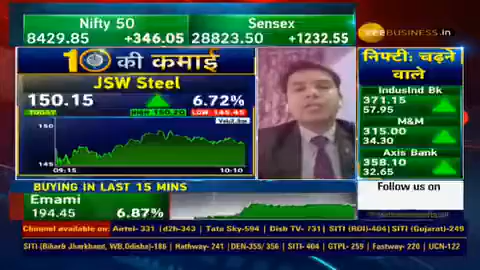 Nifty 50
8429.85 +346.05
Sensex
28823.50 +1232.55
ZEEBUSINESS.in
10 की कमाई
JSW Steel
150.15 6.72%
TODAY HIGH 150.20 LOW 145.45
150
145
09:15 10:10
निफ्टी: चढ़ने
वाले
IndusInd Bk
371.15
57.95
M&M
315.00
34.30
Axis Bank
358.10
32.65
Follow us on
BUYING IN LAST 15 MINS
Emami
194.45 6.87%
Channel available on: Airtel-331 | d2h-343 | Tata Sky-594 | Dish TV- 731| SITI (ROI)-404| SITI (Gujarat)-249
SITI (Bihar& Jharkhand, WB,Odisha)-186 | Hathway- 241| DEN-355/ 356 | SITI- 404 | GTPL- 259 | Fastway- 226 | UCN-122